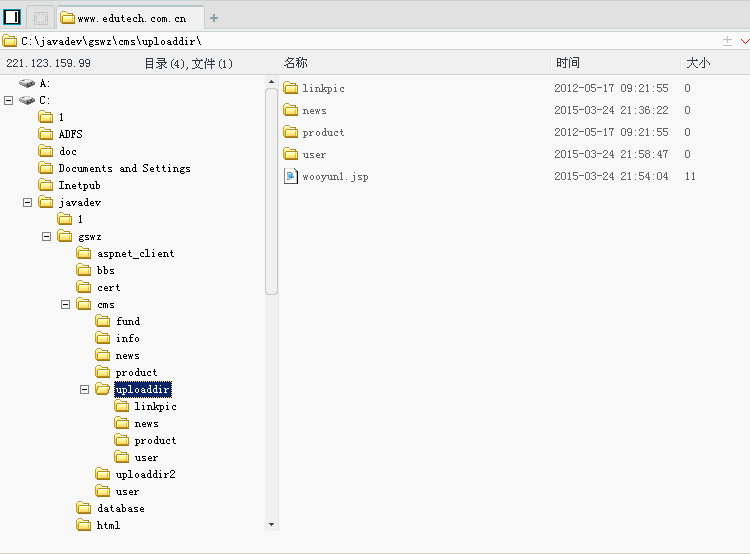 www.edutech.com.cn
C:\javadev\gswz\cms\uploaddir\
221.123.159.99 目录(4),文件(1) 名称 时间 大小
A:
C:
1
ADFS
doc
Documents and Settings
Inetpub
javadev
1
gswz
aspnet_client
bbs
cert
cms
fund
info
news
product
uploaddir
linkpic
news
product
user
uploaddir2
user
database
html
linkpic 2012-05-17 09:21:55 0
news 2015-03-24 21:36:22 0
product 2012-05-17 09:21:55 0
user 2015-03-24 21:58:47 0
wooyun1.jsp 2015-03-24 21:54:04 11